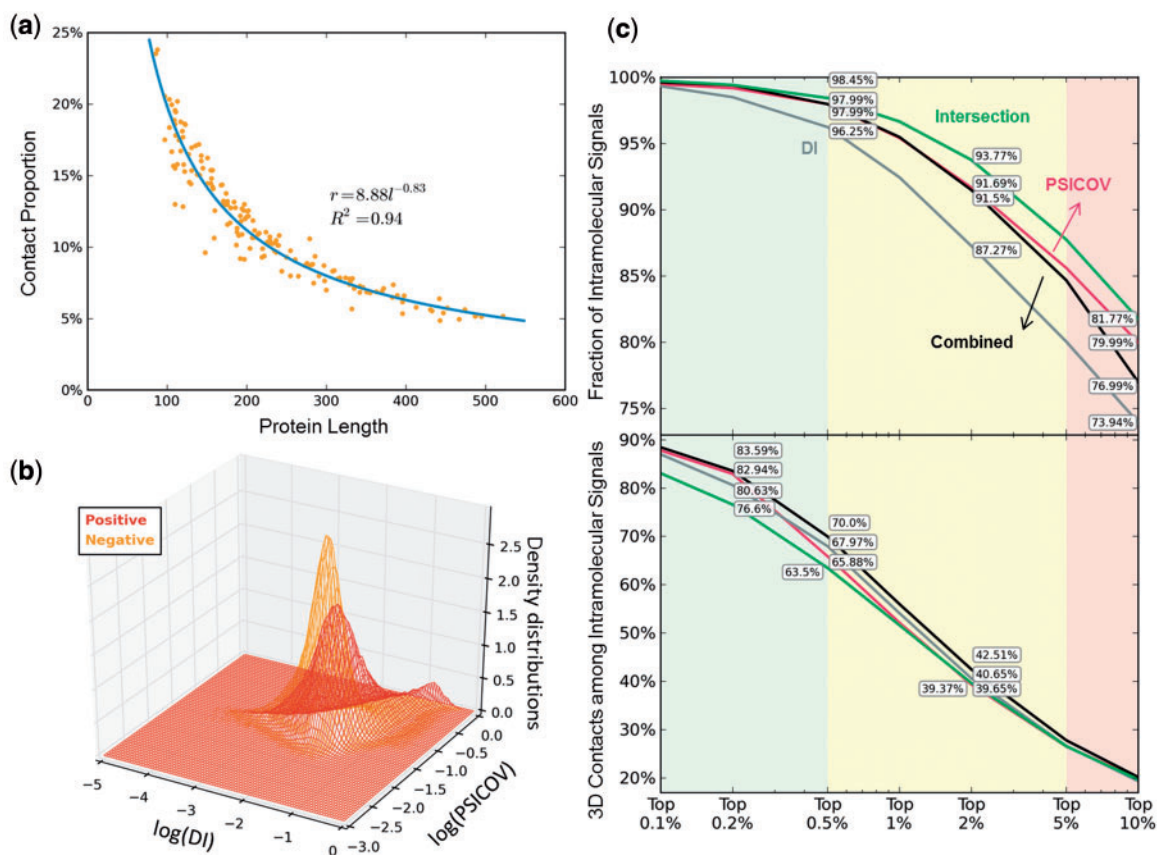 (a)
25%
20%
15%
10%
5%
0%
Contact Proportion
r=8.88l^{-0.83}
R^2=0.94
0 100 200 300 400 500 600
Protein Length
(b)
Positive
Negative
2.5
2.0
1.5
1.0
0.5
0.0
Density distributions
−5 −4 −3 −2 −1 0
log(DI)
0.0
−0.5
−1.0
−1.5
−2.0
−2.5
−3.0
log(PSICOV)
(c)
100%
95%
90%
85%
80%
75%
Fraction of Intramolecular Signals
98.45%
97.99%
97.99%
96.25%
DI
Intersection
93.77%
91.69%
91.5%
PSICOV
87.27%
Combined
81.77%
79.99%
76.99%
73.94%
90%
80%
70%
60%
50%
40%
30%
20%
3D Contacts among Intramolecular Signals
83.59%
82.94%
80.63%
76.6%
70.0%
67.97%
65.88%
63.5%
42.51%
40.65%
39.37% 39.65%
Top Top Top Top Top Top Top
0.1% 0.2% 0.5% 1% 2% 5% 10%